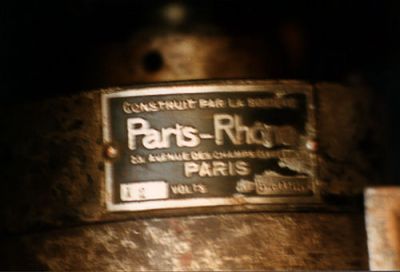 CONSTRUIT PAR LA SOCIÉTÉ
Paris-Rhône
AVENUE DES CHAMPS
PARIS
12 VOLTS